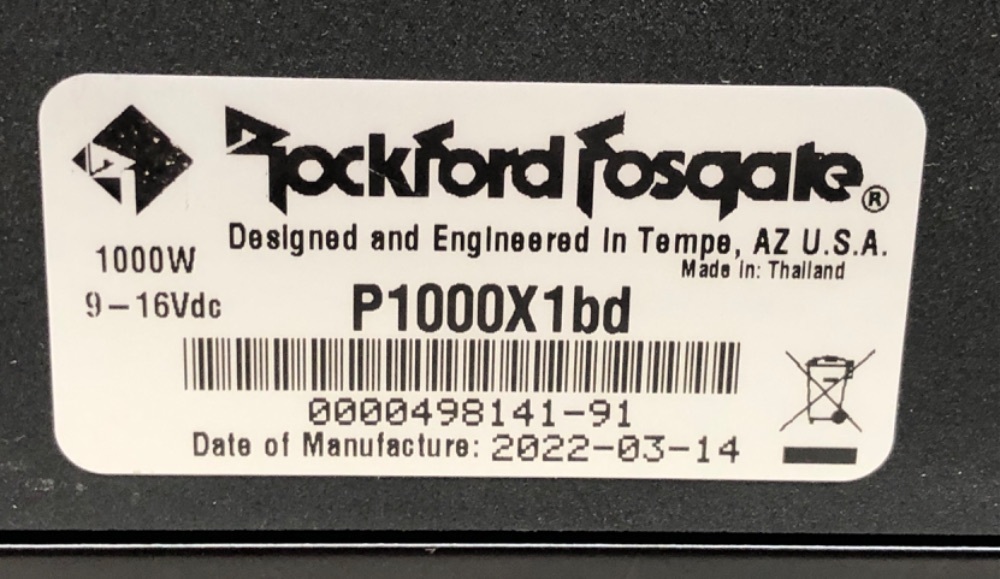 Rockford Fosgate®
Designed and Engineered in Tempe, AZ U.S.A.
Made in: Thailand
1000W
9-16Vdc
P1000X1bd
0000498141-91
Date of Manufacture: 2022-03-14